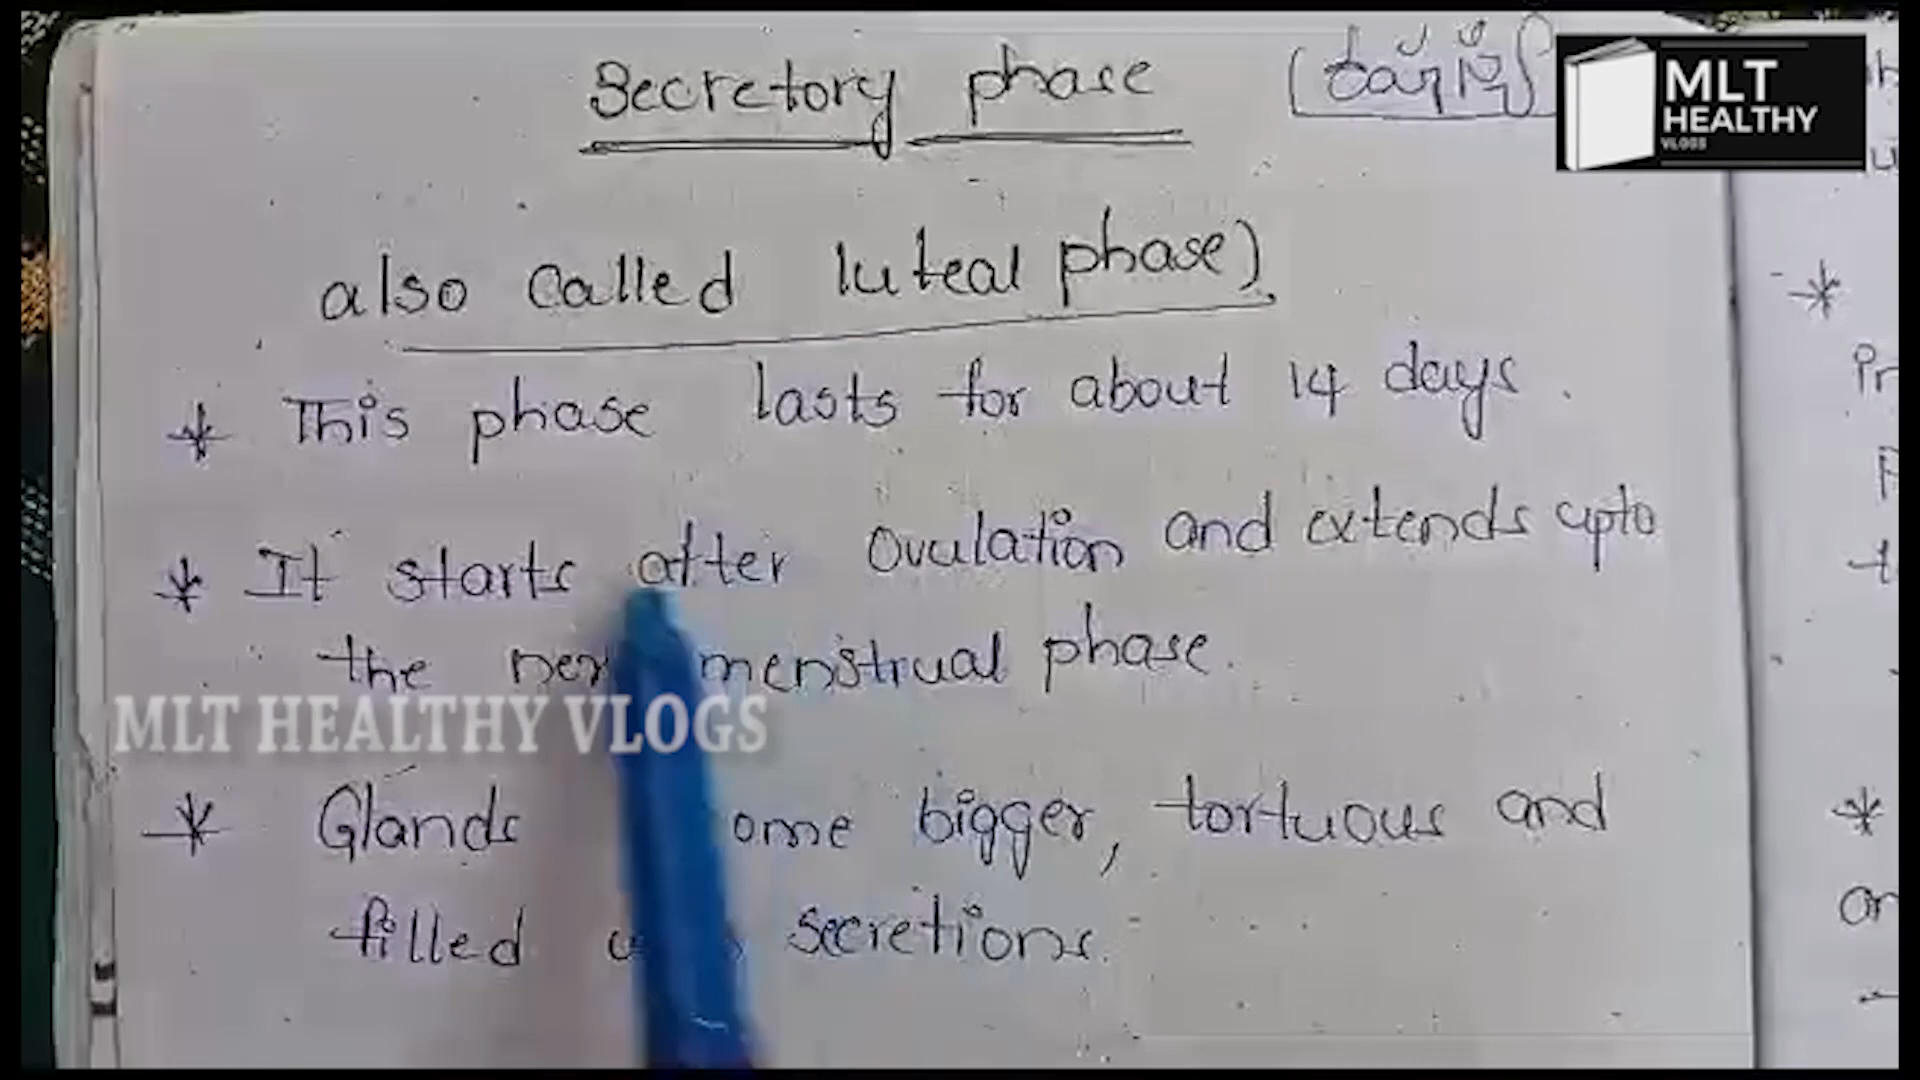 Secretory phase
MLT
HEALTHY
VLOGS
also called luteal phase)
* This phase lasts for about 14 days.
* It starts after Ovulation and extends upto
the menstrual phase.
MLT HEALTHY VLOGS
* Glands bigger, tortuous and
filled secretions.